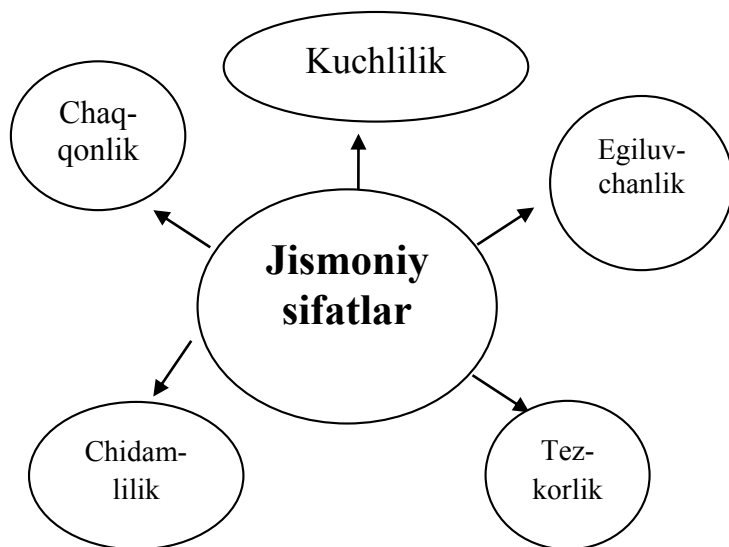 Kuchlilik
Chaq-
qonlik
Egiluv-
chanlik
Jismoniy
sifatlar
Chidam-
lilik
Tez-
korlik